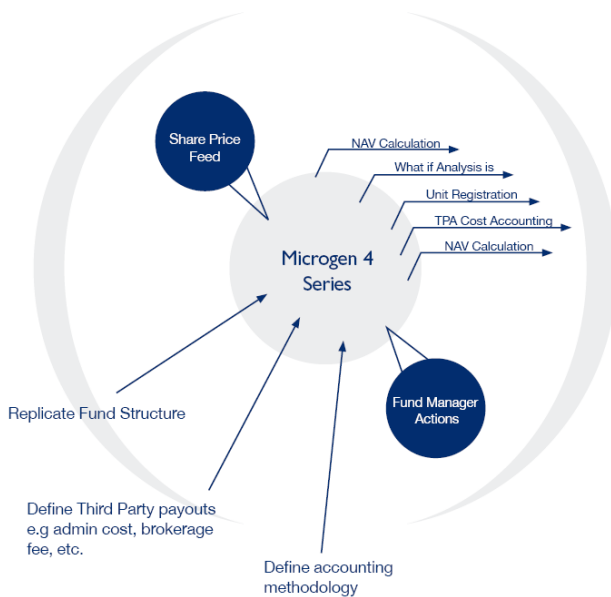 Share Price
Feed
NAV Calculation
What if Analysis is
Unit Registration
TPA Cost Accounting
NAV Calculation
Microgen 4
Series
Fund Manager
Actions
Replicate Fund Structure
Define Third Party payouts
e.g admin cost, brokerage
fee, etc.
Define accounting
methodology